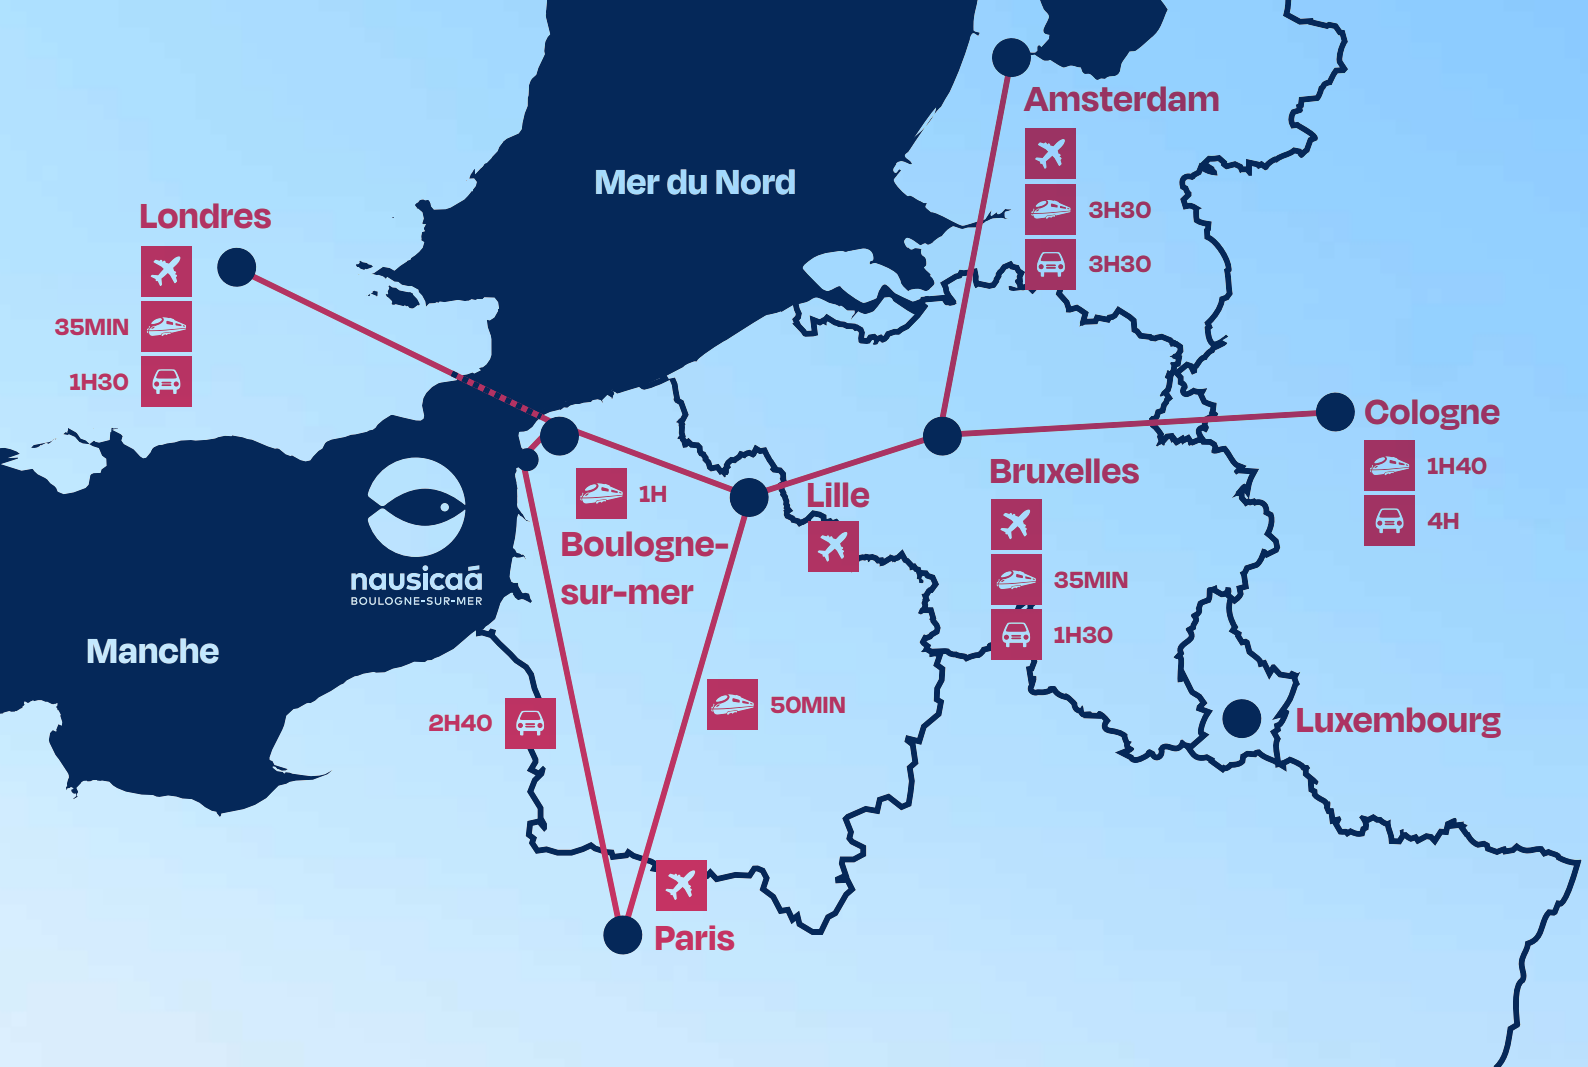 Amsterdam
3H30
3H30
Mer du Nord
Londres
35MIN
1H30
Cologne
1H40
4H
Bruxelles
35MIN
1H30
Lille
1H
Boulogne-
sur-mer
nausicaá
BOULOGNE-SUR-MER
Manche
50MIN
2H40
Luxembourg
Paris